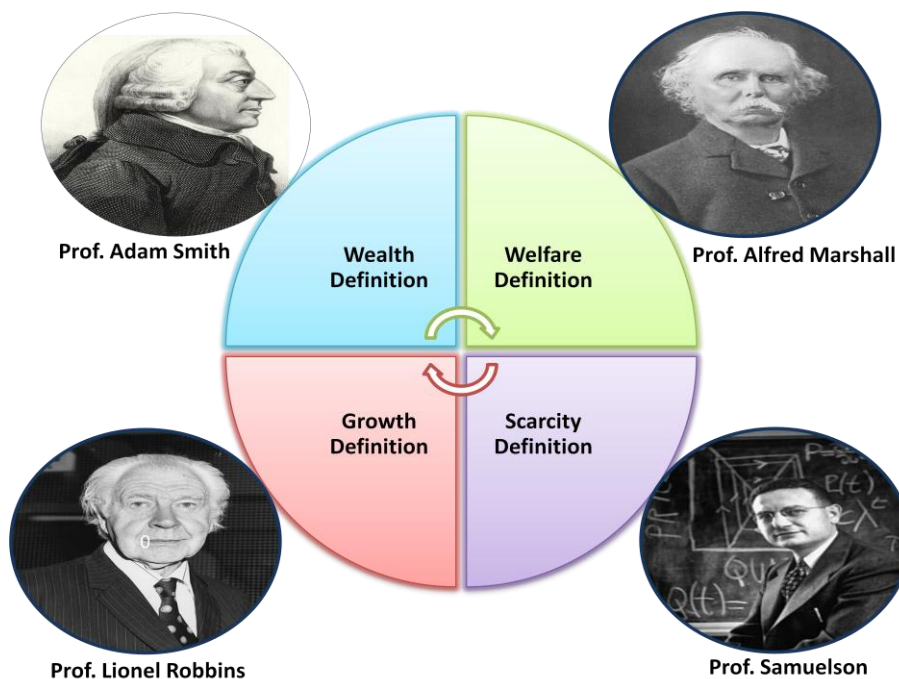 Prof. Adam Smith
Prof. Alfred Marshall
Wealth
Definition
Welfare
Definition
Growth
Definition
Scarcity
Definition
0
Q(t)=
Prof. Lionel Robbins
Prof. Samuelson